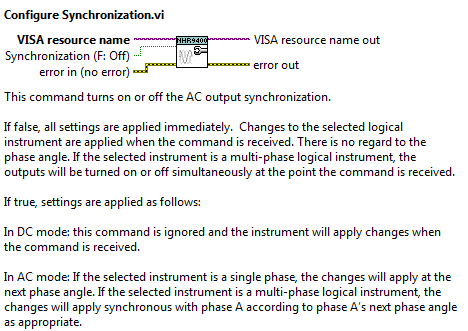 Configure Synchronization.vi
VISA resource name NHR9400 VISA resource name out
Synchronization (F: Off)
error in (no error) error out
This command turns on or off the AC output synchronization.
If false, all settings are applied immediately.  Changes to the selected logical
instrument are applied when the command is received. There is no regard to the
phase angle. If the selected instrument is a multi-phase logical instrument, the
outputs will be turned on or off simultaneously at the point the command is received.
If true, settings are applied as follows:
In DC mode: this command is ignored and the instrument will apply changes when
the command is received.
In AC mode: If the selected instrument is a single phase, the changes will apply at the
next phase angle. If the selected instrument is a multi-phase logical instrument, the
changes will apply synchronous with phase A according to phase A's next phase angle
as appropriate.